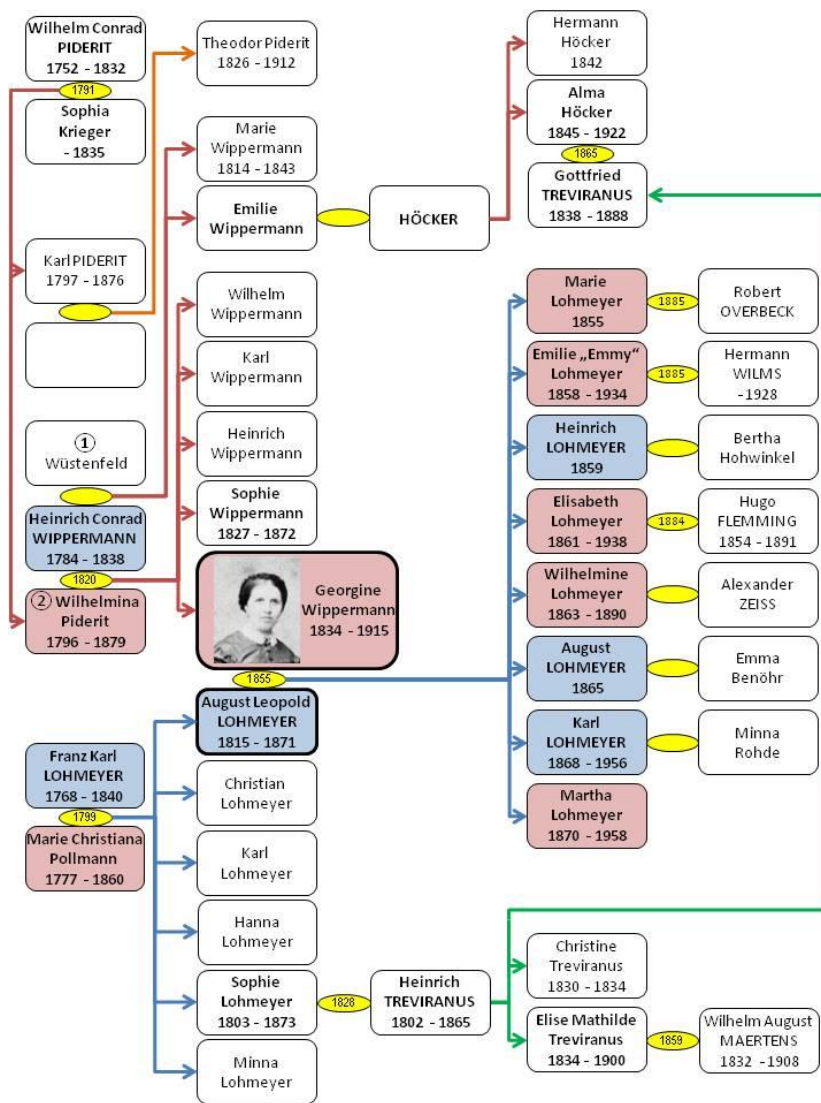 Wilhelm Conrad
PIDERIT
1752 - 1832
1791
Sophia
Krieger
- 1835
Karl PIDERIT
1797 - 1876
1
Wüstenfeld
Heinrich Conrad
WIPPERMANN
1784 - 1838
1820
2 Wilhelmina
Piderit
1796 - 1879
Franz Karl
LOHMEYER
1768 - 1840
1799
Marie Christiana
Pollmann
1777 - 1860
Theodor Piderit
1826 - 1912
Marie
Wippermann
1814 - 1843
Emilie
Wippermann
Wilhelm
Wippermann
Karl
Wippermann
Heinrich
Wippermann
Sophie
Wippermann
1827 - 1872
Georgine
Wippermann
1834 - 1915
1855
August Leopold
LOHMEYER
1815 - 1871
Christian
Lohmeyer
Karl
Lohmeyer
Hanna
Lohmeyer
Sophie
Lohmeyer
1803 - 1873
Minna
Lohmeyer
HÖCKER
1828
Heinrich
TREVIRANUS
1802 - 1865
Hermann
Höcker
1842
Alma
Höcker
1845 - 1922
1865
Gottfried
TREVIRANUS
1838 - 1888
Marie
Lohmeyer
1855
1885
Robert
OVERBECK
Emilie „Emmy“
Lohmeyer
1858 - 1934
1885
Hermann
WILMS
-1928
Heinrich
LOHMEYER
1859
Bertha
Hohwinkel
Elisabeth
Lohmeyer
1861 - 1938
1884
Hugo
FLEMMING
1854 - 1891
Wilhelmine
Lohmeyer
1863 - 1890
Alexander
ZEISS
August
LOHMEYER
1865
Emma
Benöhr
Karl
LOHMEYER
1868 - 1956
Minna
Rohde
Martha
Lohmeyer
1870 - 1958
Christine
Treviranus
1830 - 1834
Elise Mathilde
Treviranus
1834 - 1900
1859
Wilhelm August
MAERTENS
1832 - 1908